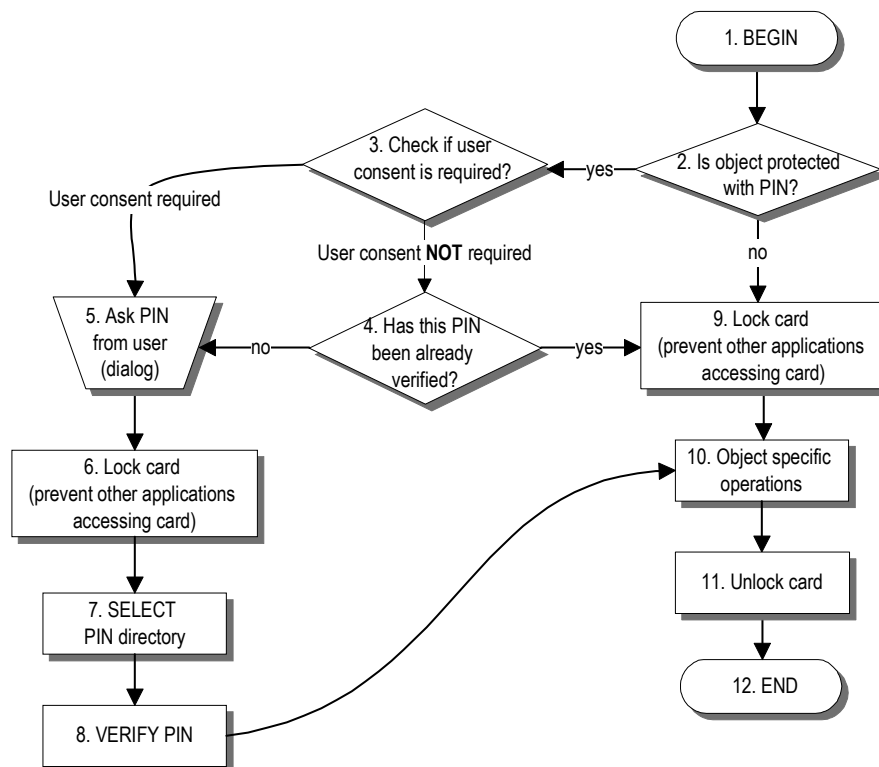 1. BEGIN
2. Is object protected
with PIN?
yes
no
3. Check if user
consent is required?
User consent required
User consent NOT required
4. Has this PIN
been already
verified?
no
yes
5. Ask PIN
from user
(dialog)
6. Lock card
(prevent other applications
accessing card)
7. SELECT
PIN directory
8. VERIFY PIN
9. Lock card
(prevent other applications
accessing card)
10. Object specific
operations
11. Unlock card
12. END